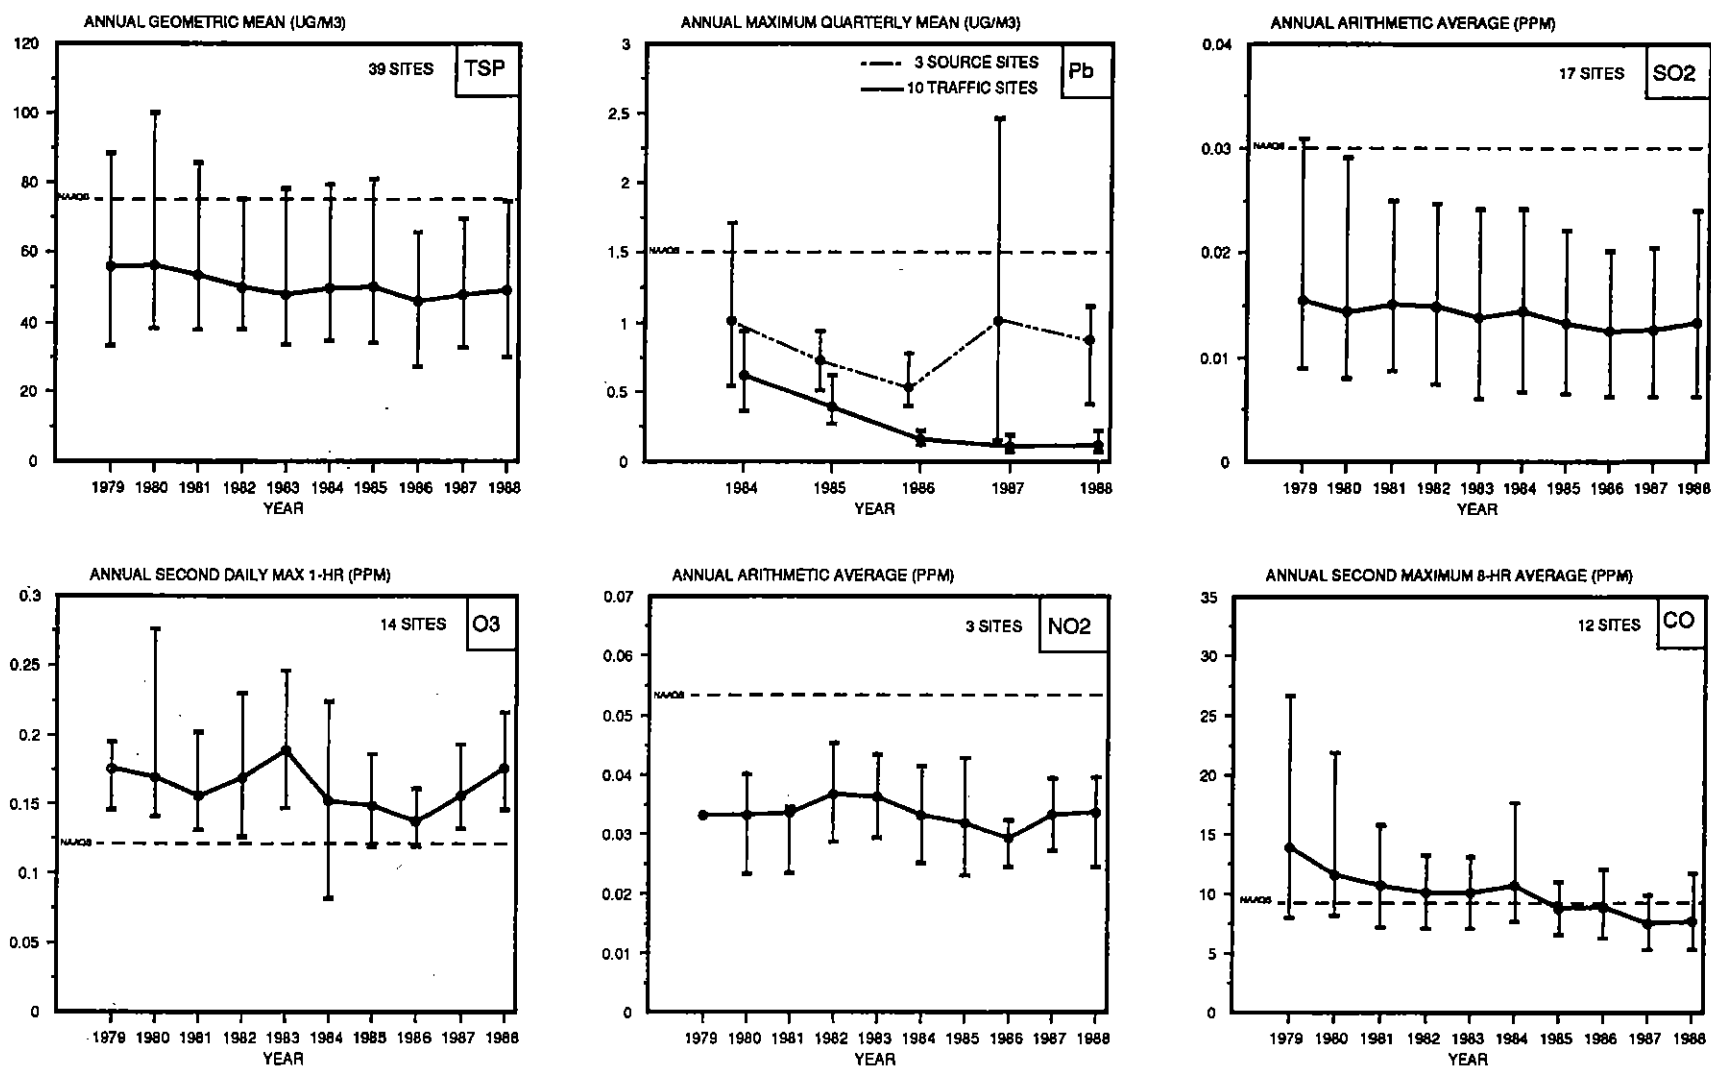 ANNUAL GEOMETRIC MEAN (UG/M3)
120
100
80
60
40
20
0
39 SITES
TSP
NAAQS
1979 1980 1981 1982 1983 1984 1985 1986 1987 1988
YEAR
ANNUAL MAXIMUM QUARTERLY MEAN (UG/M3)
3
2.5
2
1.5
1
0.5
0
3 SOURCE SITES
10 TRAFFIC SITES
Pb
NAAQS
1984 1985 1986 1987 1988
YEAR
ANNUAL ARITHMETIC AVERAGE (PPM)
0.04
0.03
0.02
0.01
0
17 SITES
SO2
NAAQS
1979 1980 1981 1982 1983 1984 1985 1986 1987 1988
YEAR
ANNUAL SECOND DAILY MAX 1-HR (PPM)
0.3
0.25
0.2
0.15
0.1
0.05
0
14 SITES
O3
NAAQS
1979 1980 1981 1982 1983 1984 1985 1986 1987 1988
YEAR
ANNUAL ARITHMETIC AVERAGE (PPM)
0.07
0.06
0.05
0.04
0.03
0.02
0.01
0
3 SITES
NO2
NAAQS
1979 1980 1981 1982 1983 1984 1985 1986 1987 1988
YEAR
ANNUAL SECOND MAXIMUM 8-HR AVERAGE (PPM)
35
30
25
20
15
10
5
0
12 SITES
CO
NAAQS
1979 1980 1981 1982 1983 1984 1985 1986 1987 1988
YEAR